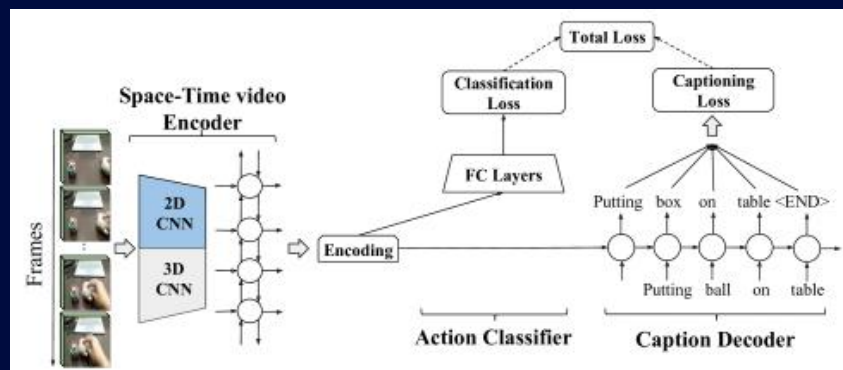 Total Loss
Classification
Loss
Captioning
Loss
Space-Time video
Encoder
Frames
2D
CNN
3D
CNN
FC Layers
Encoding
Putting box on table <END>
Putting ball on table
Action Classifier
Caption Decoder